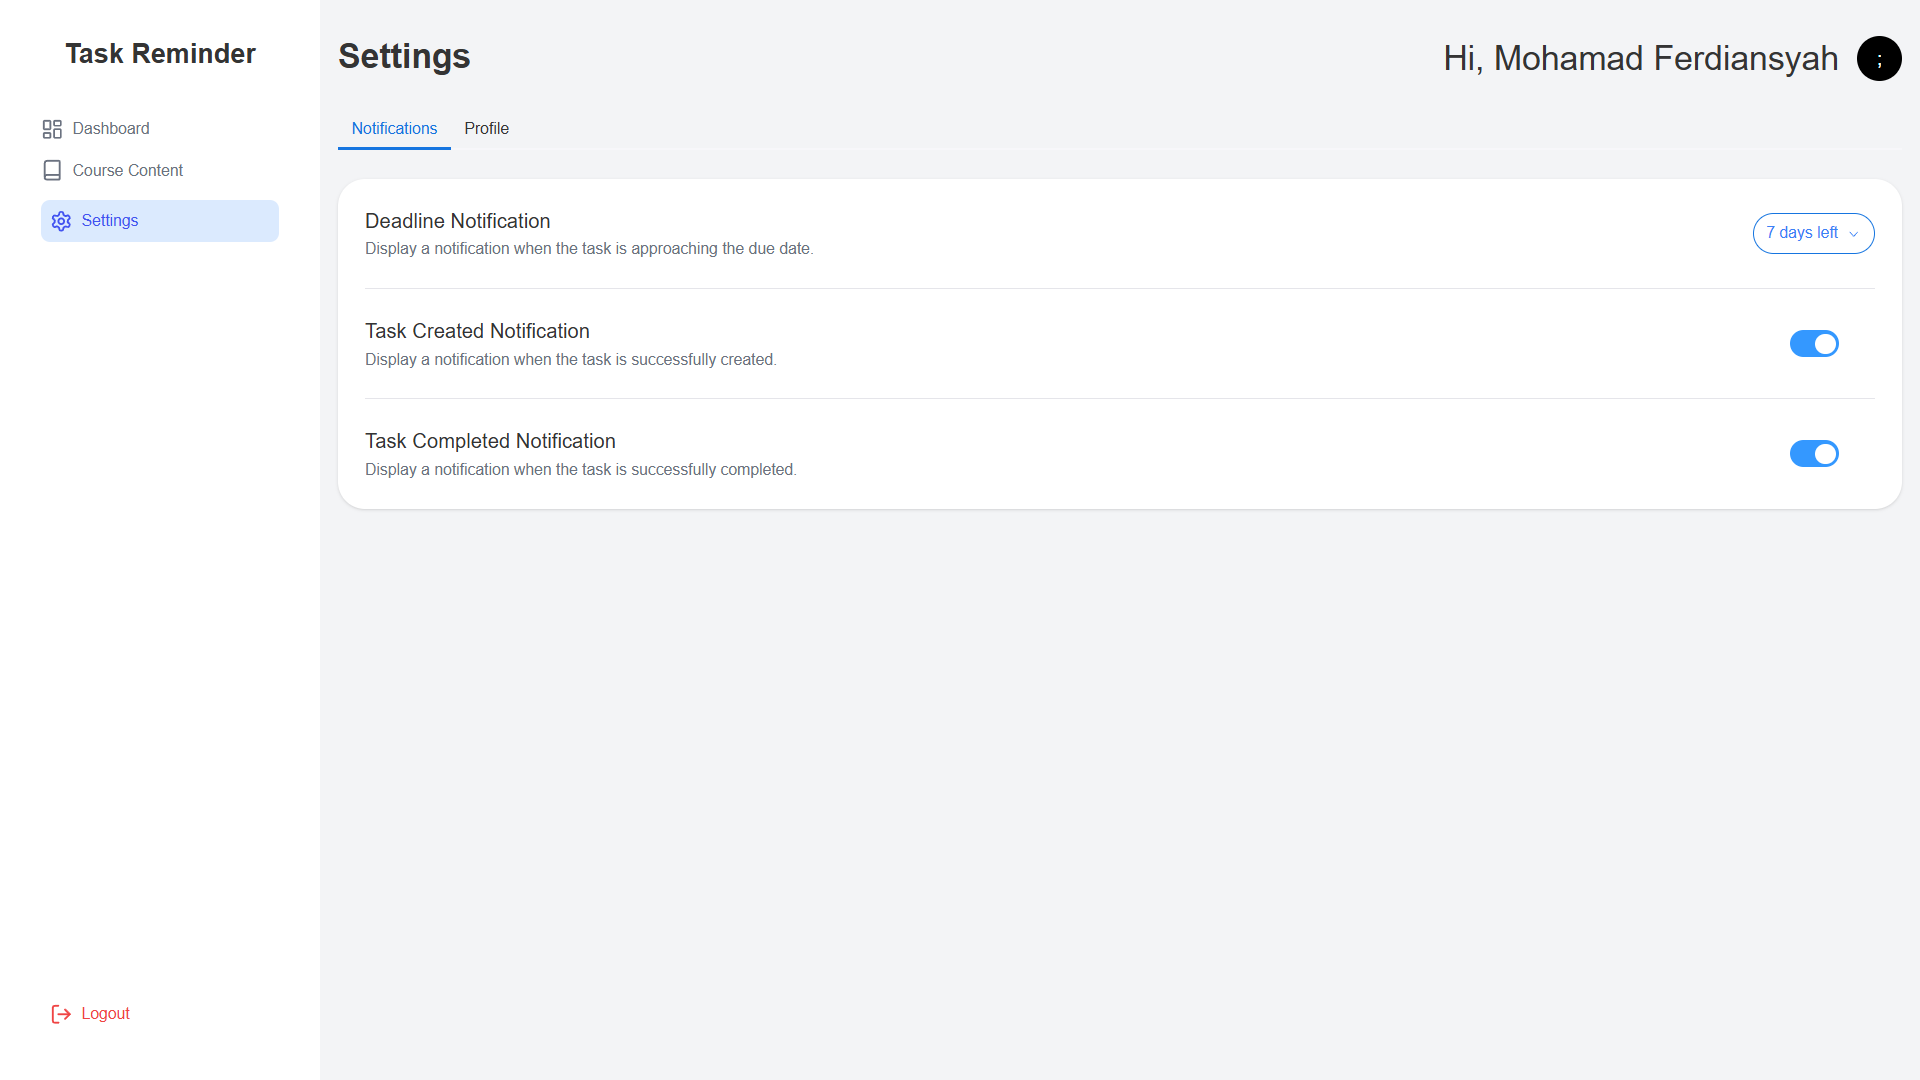 Task Reminder
Dashboard
Course Content
Settings
Logout
Settings
Hi, Mohamad Ferdiansyah
;
Notifications
Profile
Deadline Notification
Display a notification when the task is approaching the due date.
7 days left
Task Created Notification
Display a notification when the task is successfully created.
Task Completed Notification
Display a notification when the task is successfully completed.